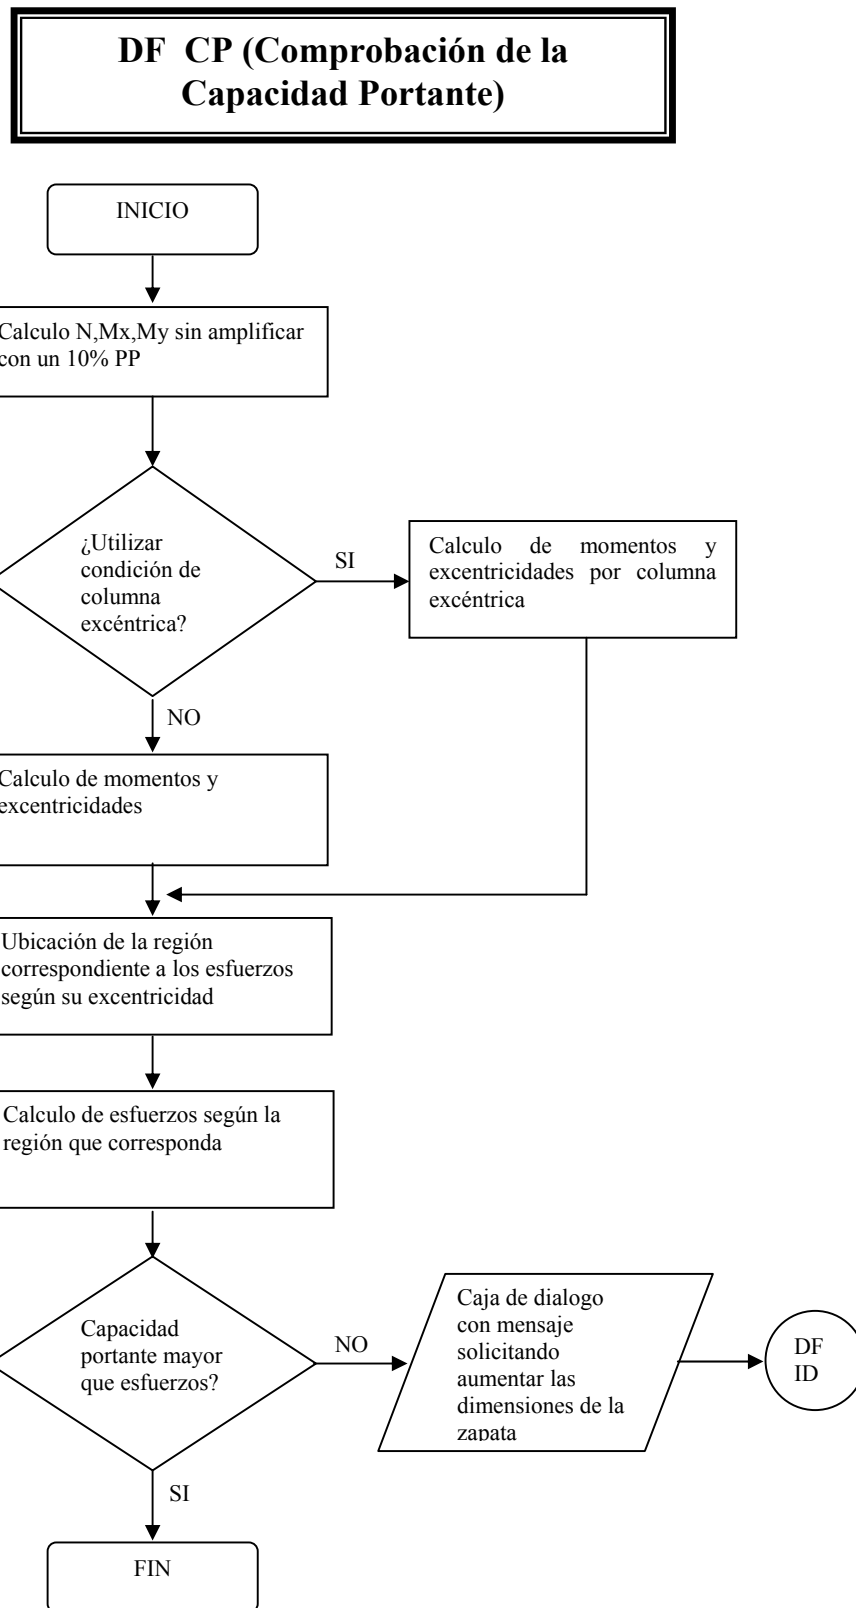 DF CP (Comprobación de la
Capacidad Portante)
INICIO
Calculo N,Mx,My sin amplificar
con un 10% PP
¿Utilizar
condición de
columna
excéntrica?
SI
Calculo de momentos y
excentricidades por columna
excéntrica
NO
Calculo de momentos y
excentricidades
Ubicación de la región
correspondiente a los esfuerzos
según su excentricidad
Calculo de esfuerzos según la
región que corresponda
Capacidad
portante mayor
que esfuerzos?
NO
Caja de dialogo
con mensaje
solicitando
aumentar las
dimensiones de la
zapata
DF
ID
SI
FIN